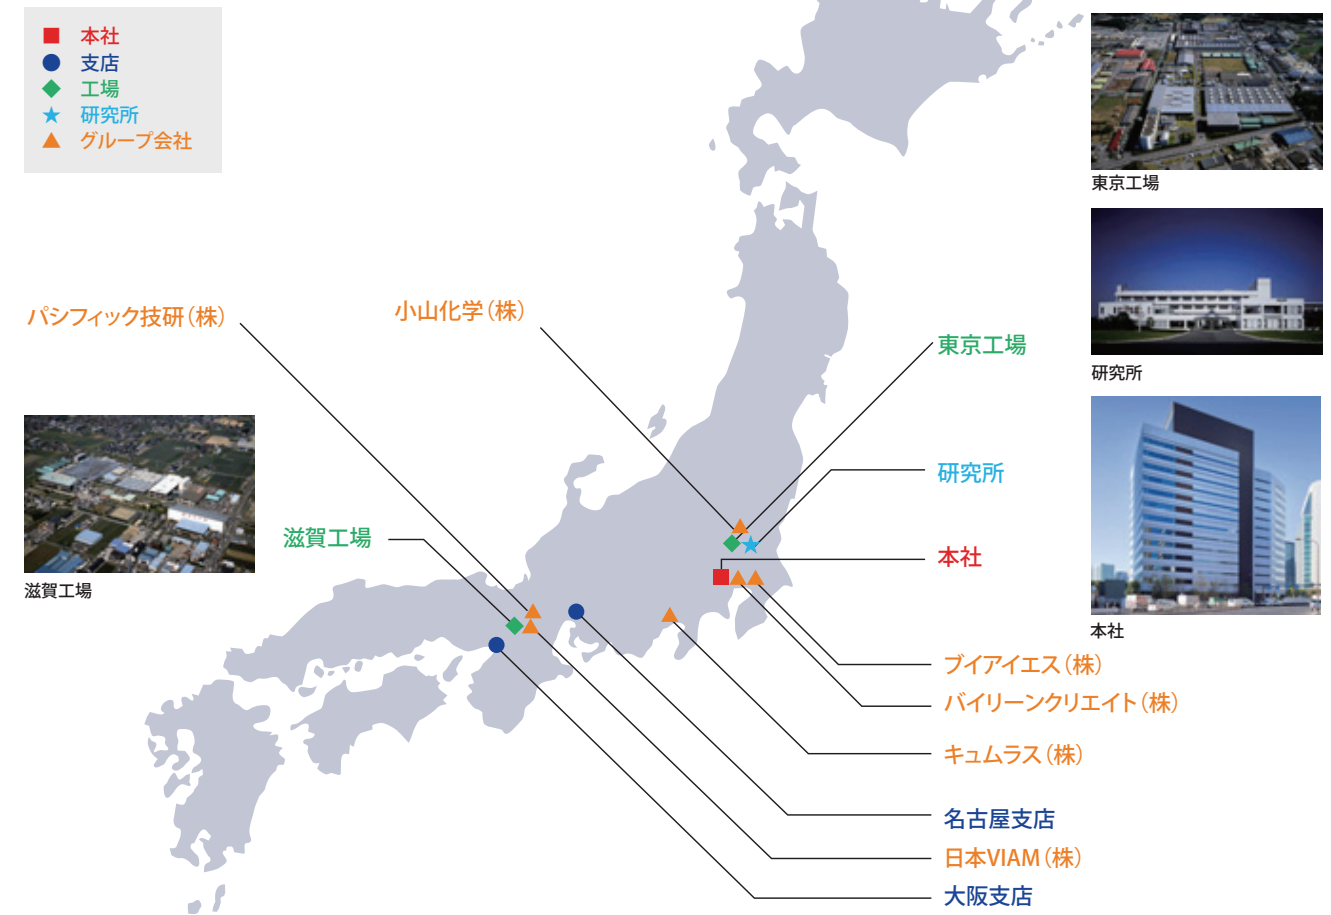 本社
支店
工場
研究所
グループ会社
東京工場
研究所
本社
滋賀工場
パシフィック技研（株）
小山化学（株）
東京工場
研究所
滋賀工場
本社
ブイアイエス（株）
バイリーンクリエイト（株）
キュムラス（株）
名古屋支店
日本VIAM（株）
大阪支店